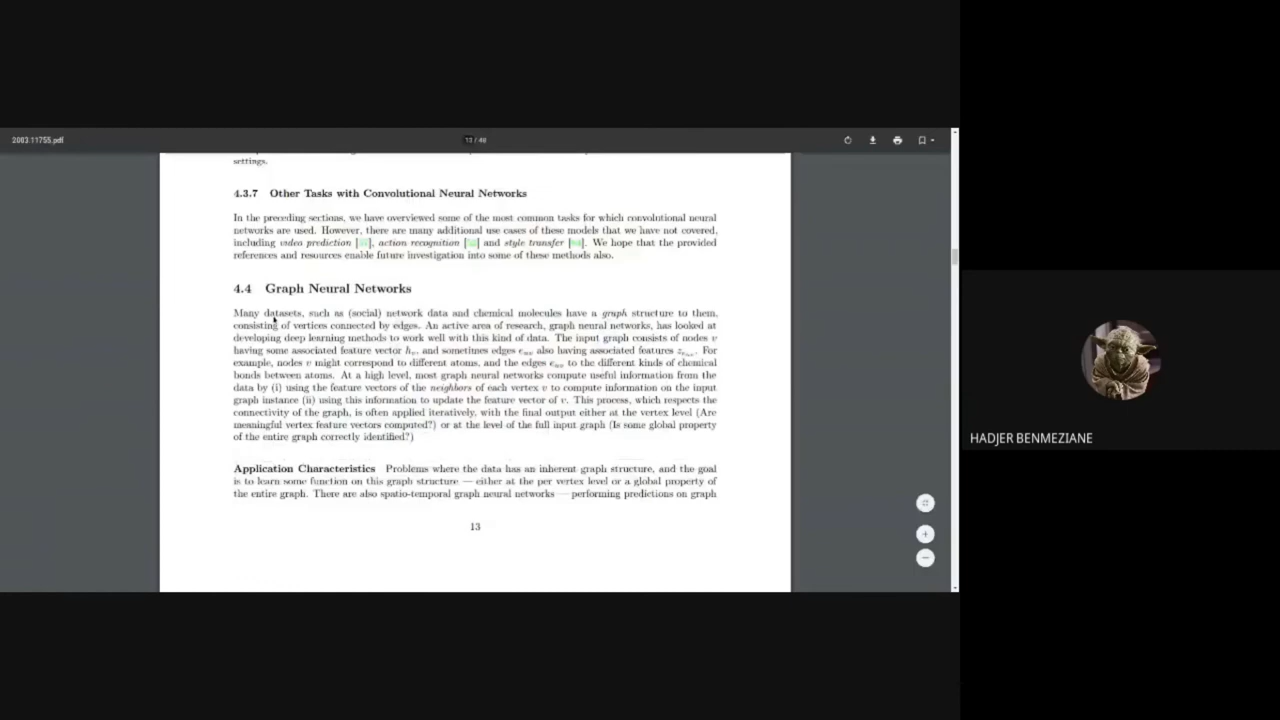 2003.11755.pdf
13 / 48
settings.
4.3.7 Other Tasks with Convolutional Neural Networks
In the preceding sections, we have overviewed some of the most common tasks for which convolutional neural
networks are used. However, there are many additional use cases of these models that we have not covered,
including video prediction [], action recognition [] and style transfer []. We hope that the provided
references and resources enable future investigation into some of these methods also.
4.4 Graph Neural Networks
Many datasets, such as (social) network data and chemical molecules have a graph structure to them,
consisting of vertices connected by edges. An active area of research, graph neural networks, has looked at
developing deep learning methods to work well with this kind of data. The input graph consists of nodes v
having some associated feature vector hᵥ, and sometimes edges eᵤᵥ also having associated features zₑᵤᵥ. For
example, nodes v might correspond to different atoms, and the edges eᵤᵥ to the different kinds of chemical
bonds between atoms. At a high level, most graph neural networks compute useful information from the
data by (i) using the feature vectors of the neighbors of each vertex v to compute information on the input
graph instance (ii) using this information to update the feature vector of v. This process, which respects the
connectivity of the graph, is often applied iteratively, with the final output either at the vertex level (Are
meaningful vertex feature vectors computed?) or at the level of the full input graph (Is some global property
of the entire graph correctly identified?)
Application Characteristics Problems where the data has an inherent graph structure, and the goal
is to learn some function on this graph structure — either at the per vertex level or a global property of
the entire graph. There are also spatio-temporal graph neural networks — performing predictions on graph
13
HADJER BENMEZIANE